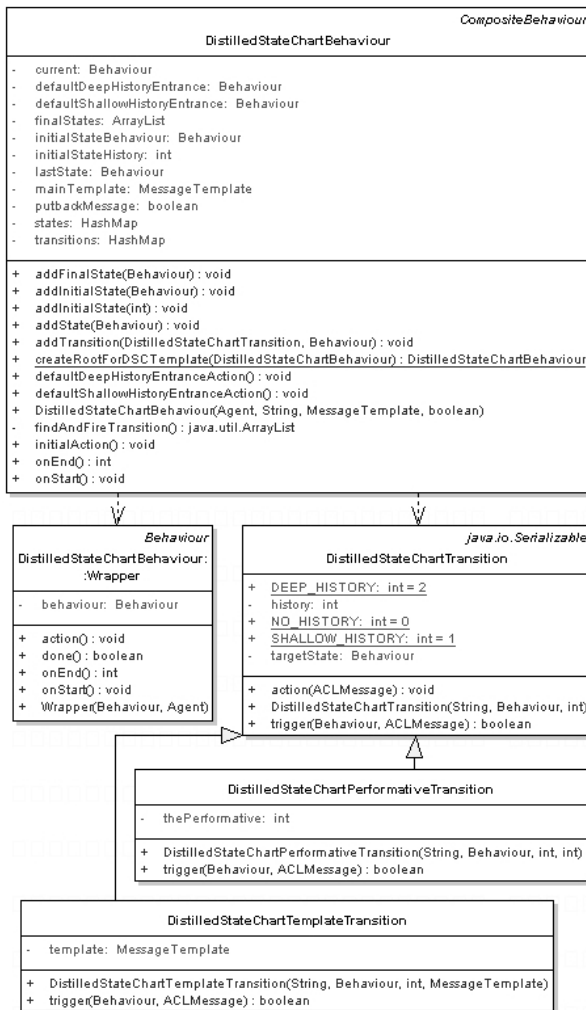 CompositeBehaviour
DistilledStateChartBehaviour
- current: Behaviour
- defaultDeepHistoryEntrance: Behaviour
- defaultShallowHistoryEntrance: Behaviour
- finalStates: ArrayList
- initialStateBehaviour: Behaviour
- initialStateHistory: int
- lastState: Behaviour
- mainTemplate: MessageTemplate
- putbackMessage: boolean
- states: HashMap
- transitions: HashMap
+ addFinalState(Behaviour) : void
+ addInitialState(Behaviour) : void
+ addInitialState(int) : void
+ addState(Behaviour) : void
+ addTransition(DistilledStateChartTransition, Behaviour) : void
+ createRootForDSCTemplate(DistilledStateChartBehaviour) : DistilledStateChartBehaviour
+ defaultDeepHistoryEntranceAction() : void
+ defaultShallowHistoryEntranceAction() : void
+ DistilledStateChartBehaviour(Agent, String, MessageTemplate, boolean)
- findAndFireTransition() : java.util.ArrayList
+ initialAction() : void
+ onEnd() : int
+ onStart() : void
Behaviour
DistilledStateChartBehaviour:
:Wrapper
- behaviour: Behaviour
+ action() : void
+ done() : boolean
+ onEnd() : int
+ onStart() : void
+ Wrapper(Behaviour, Agent)
java.io.Serializable
DistilledStateChartTransition
+ DEEP_HISTORY: int = 2
- history: int
+ NO_HISTORY: int = 0
+ SHALLOW_HISTORY: int = 1
- targetState: Behaviour
+ action(ACLMessage) : void
+ DistilledStateChartTransition(String, Behaviour, int)
+ trigger(Behaviour, ACLMessage) : boolean
DistilledStateChartPerformativeTransition
- thePerformative: int
+ DistilledStateChartPerformativeTransition(String, Behaviour, int, int)
+ trigger(Behaviour, ACLMessage) : boolean
DistilledStateChartTemplateTransition
- template: MessageTemplate
+ DistilledStateChartTemplateTransition(String, Behaviour, int, MessageTemplate)
+ trigger(Behaviour, ACLMessage) : boolean